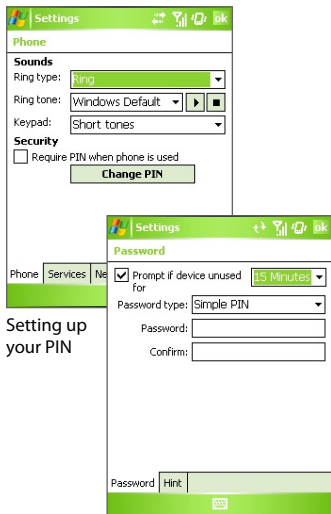 Settings ok
Phone
Sounds
Ring type: Ring
Ring tone: Windows Default
Keypad: Short tones
Security
Require PIN when phone is used
Change PIN
Phone Services Ne
Setting up
your PIN
Settings ok
Password
Prompt if device unused
for 15 Minutes
Password type: Simple PIN
Password:
Confirm:
Password Hint